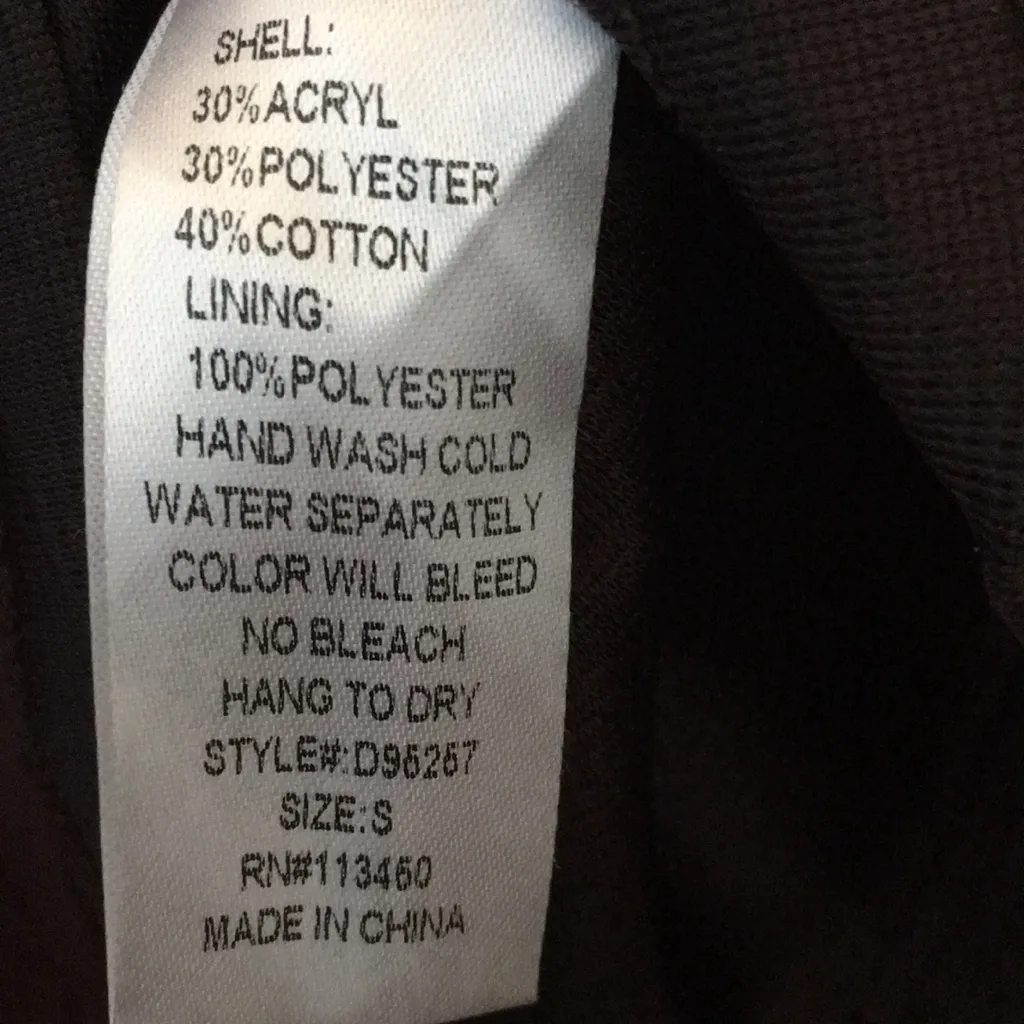 SHELL:
30%ACRYL
30%POLYESTER
40%COTTON
LINING:
100%POLYESTER
HAND WASH COLD
WATER SEPARATELY
COLOR WILL BLEED
NO BLEACH
HANG TO DRY
STYLE#:D95267
SIZE:S
RN#113460
MADE IN CHINA